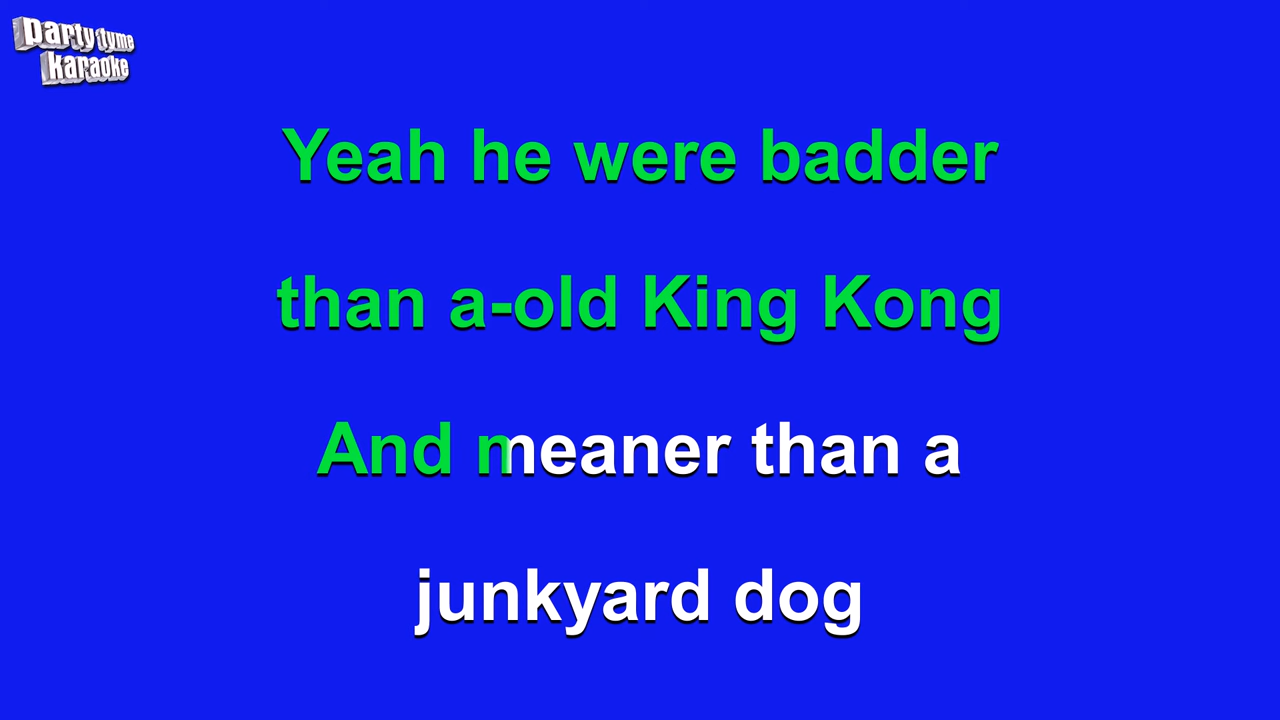 party tyme
karaoke
Yeah he were badder
than a-old King Kong
And meaner than a
junkyard dog